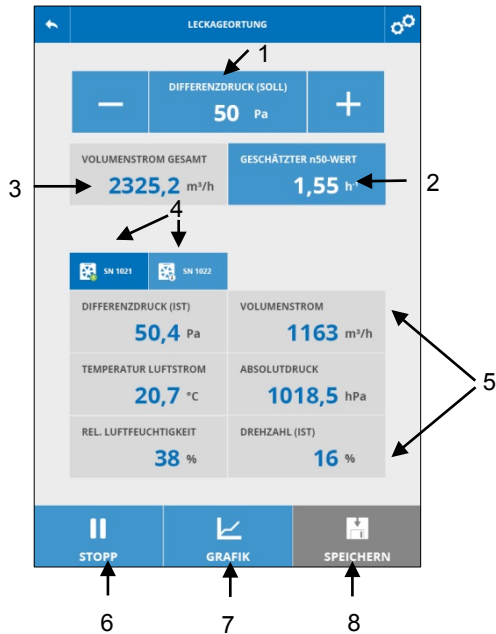 LECKAGEORTUNG
1
DIFFERENZDRUCK (SOLL)
− 50 Pa +
VOLUMENSTROM GESAMT
2325,2 m³/h
GESCHÄTZTER n50-WERT
1,55 h⁻¹
2
3
4
SN 1021
SN 1022
DIFFERENZDRUCK (IST)
50,4 Pa
VOLUMENSTROM
1163 m³/h
5
TEMPERATUR LUFTSTROM
20,7 °C
ABSOLUTDRUCK
1018,5 hPa
REL. LUFTFEUCHTIGKEIT
38 %
DREHZAHL (IST)
16 %
STOPP
GRAFIK
SPEICHERN
6
7
8